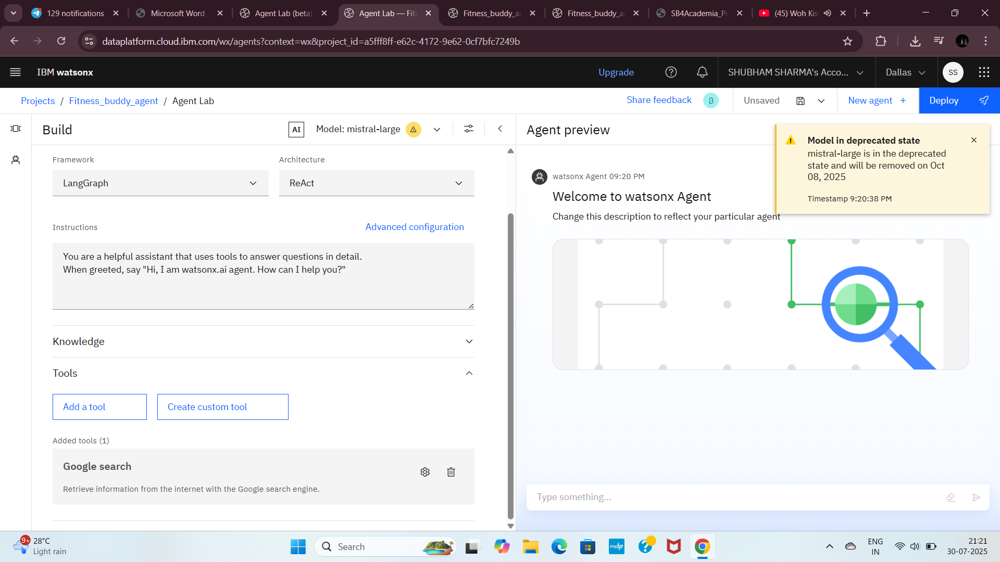 129 notifications
Microsoft Word
Agent Lab (beta)
Agent Lab — Fit
Fitness_buddy_a
Fitness_buddy_a
SB4Academia_Pr
(45) Woh Kis
dataplatform.cloud.ibm.com/wx/agents?context=wx&project_id=a5fff8ff-e62c-4172-9e62-0cf7bfc7249b
IBM watsonx
Upgrade
SHUBHAM SHARMA's Acco...
Dallas
SS
Projects / Fitness_buddy_agent / Agent Lab
Share feedback
β
Unsaved
New agent +
Deploy
Build
AI
Model: mistral-large
Agent preview
Model in deprecated state
mistral-large is in the deprecated
state and will be removed on Oct
08, 2025
Timestamp 9:20:38 PM
Framework
Architecture
LangGraph
ReAct
watsonx Agent 09:20 PM
Welcome to watsonx Agent
Change this description to reflect your particular agent
Instructions
Advanced configuration
You are a helpful assistant that uses tools to answer questions in detail.
When greeted, say "Hi, I am watsonx.ai agent. How can I help you?"
Knowledge
Tools
Add a tool
Create custom tool
Added tools (1)
Google search
Retrieve information from the internet with the Google search engine.
Type something...
9+
28°C
Light rain
Search
myhp
ENG
IN
21:21
30-07-2025